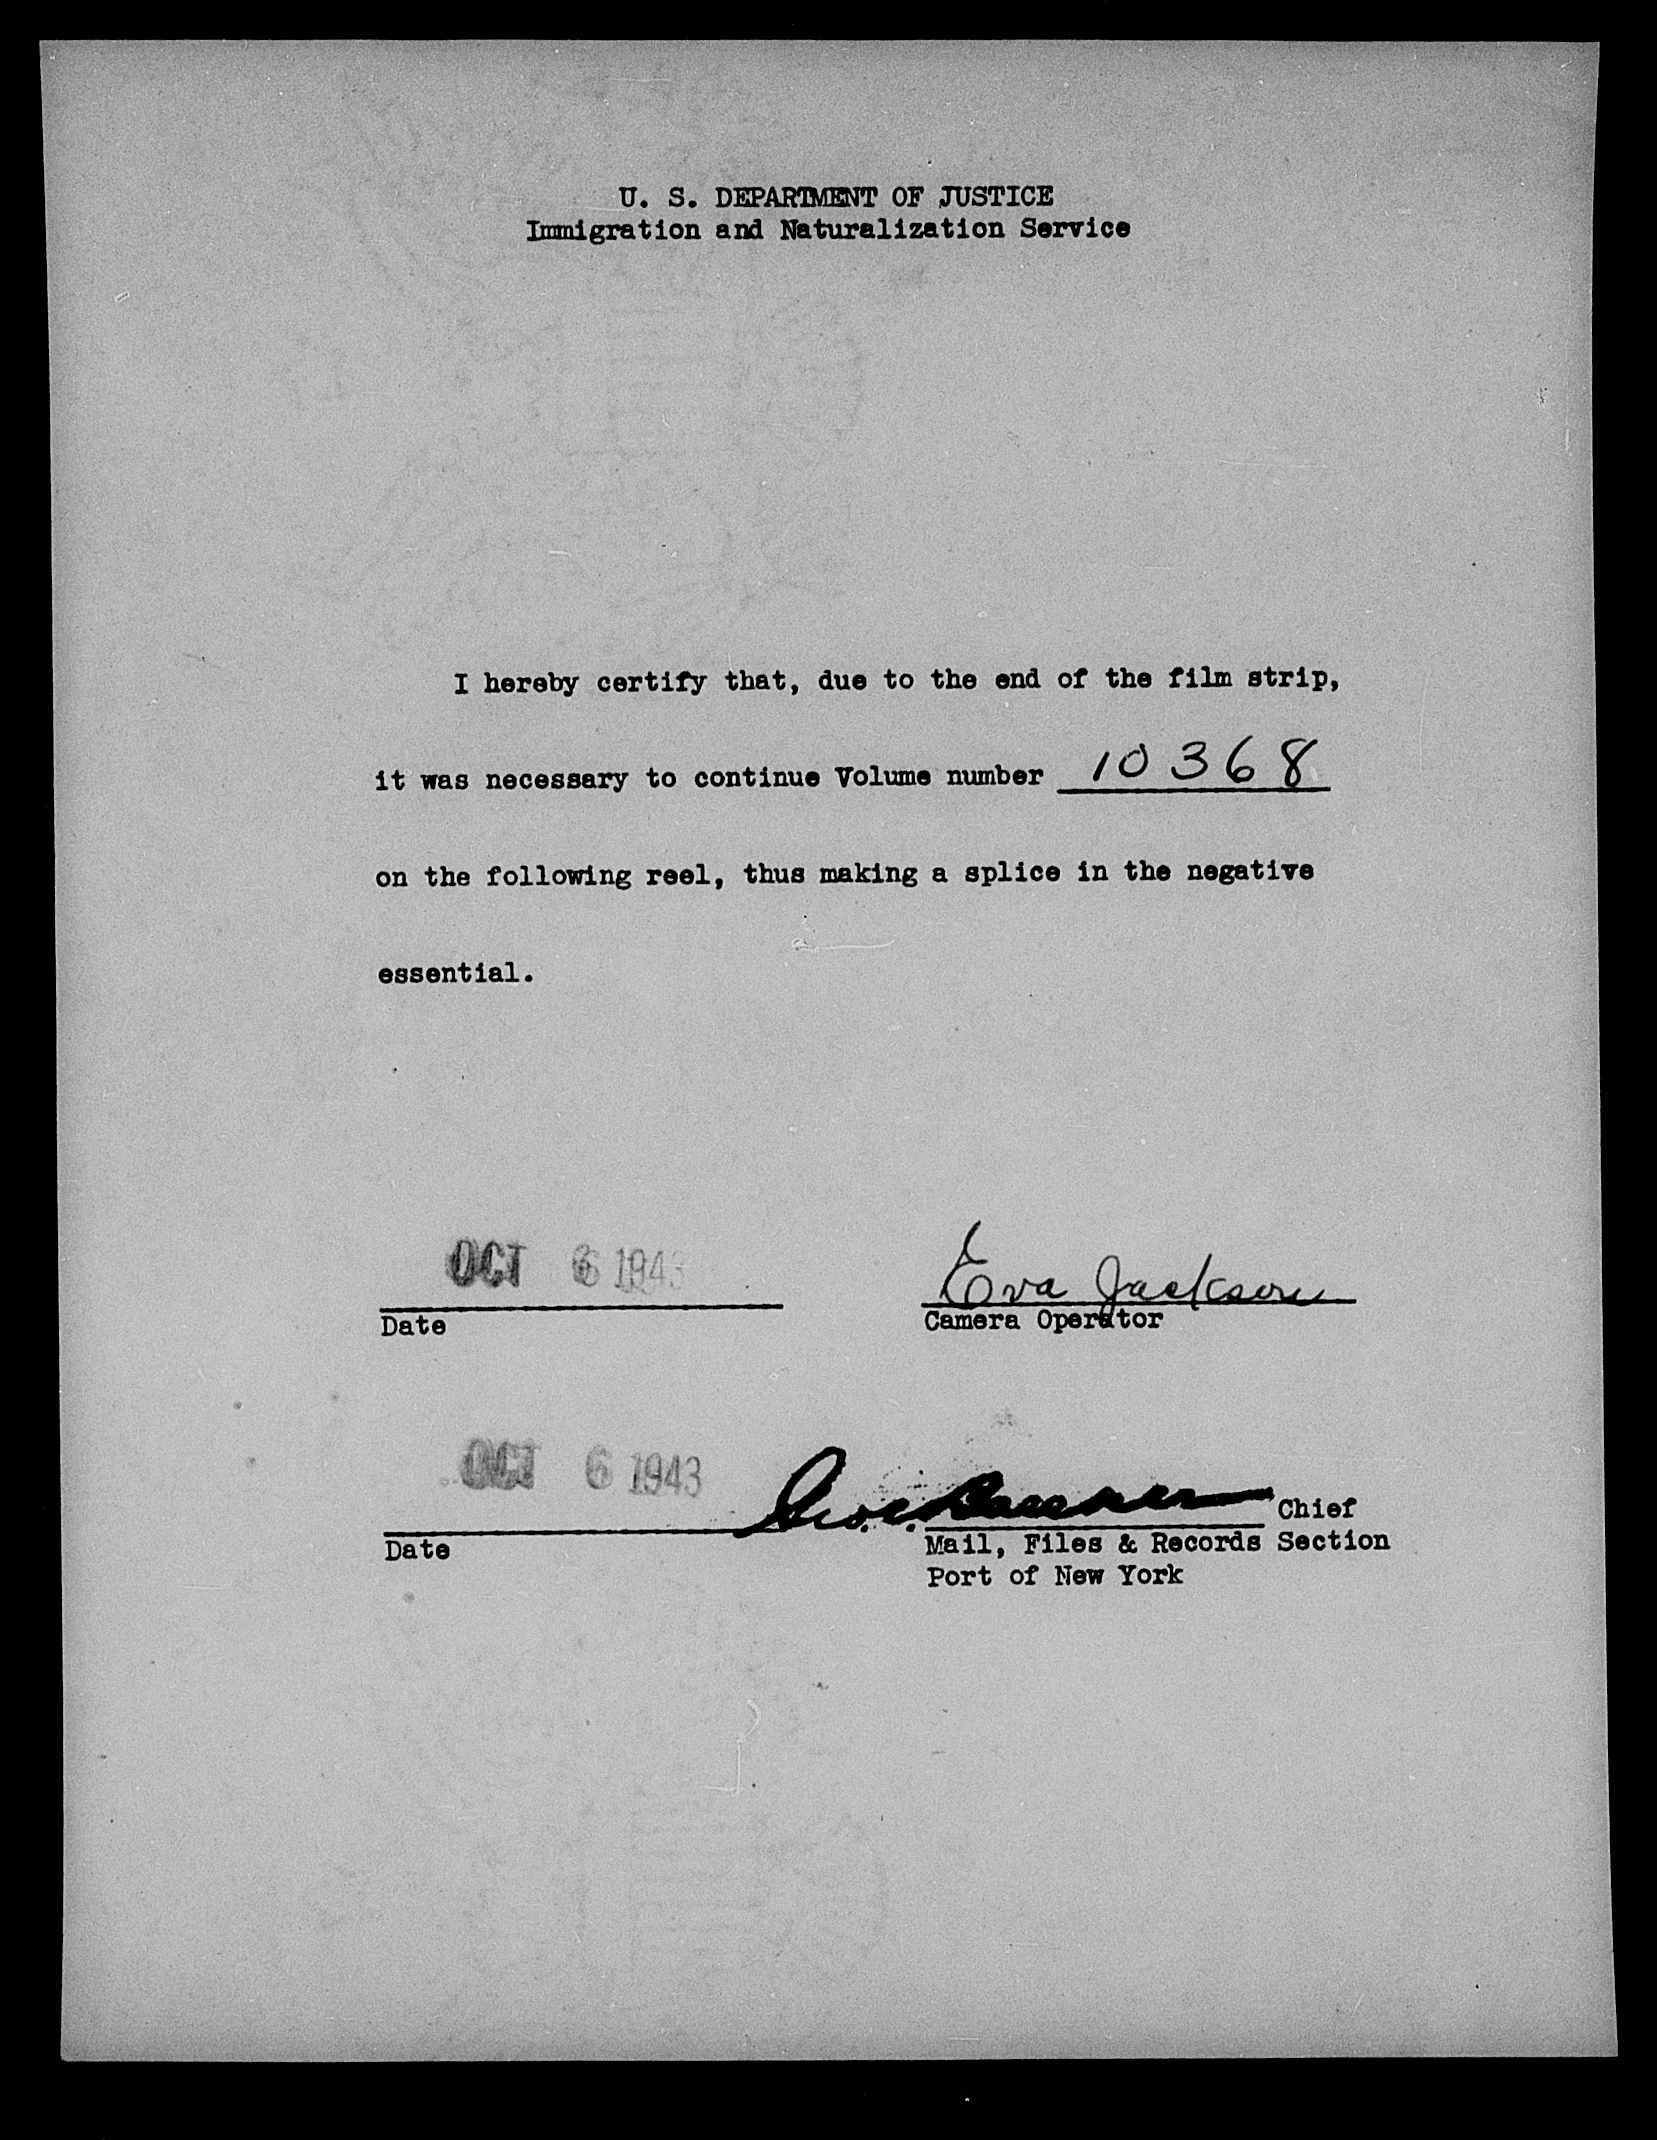 U. S. DEPARTMENT OF JUSTICE
Immigration and Naturalization Service
I hereby certify that, due to the end of the film strip,
it was necessary to continue Volume number 10368
on the following reel, thus making a splice in the negative
essential.
OCT 6 1943
Eva Jackson
Date
Camera Operator
OCT 6 1943
Geo. Chief
Date
Mail, Files & Records Section
Port of New York